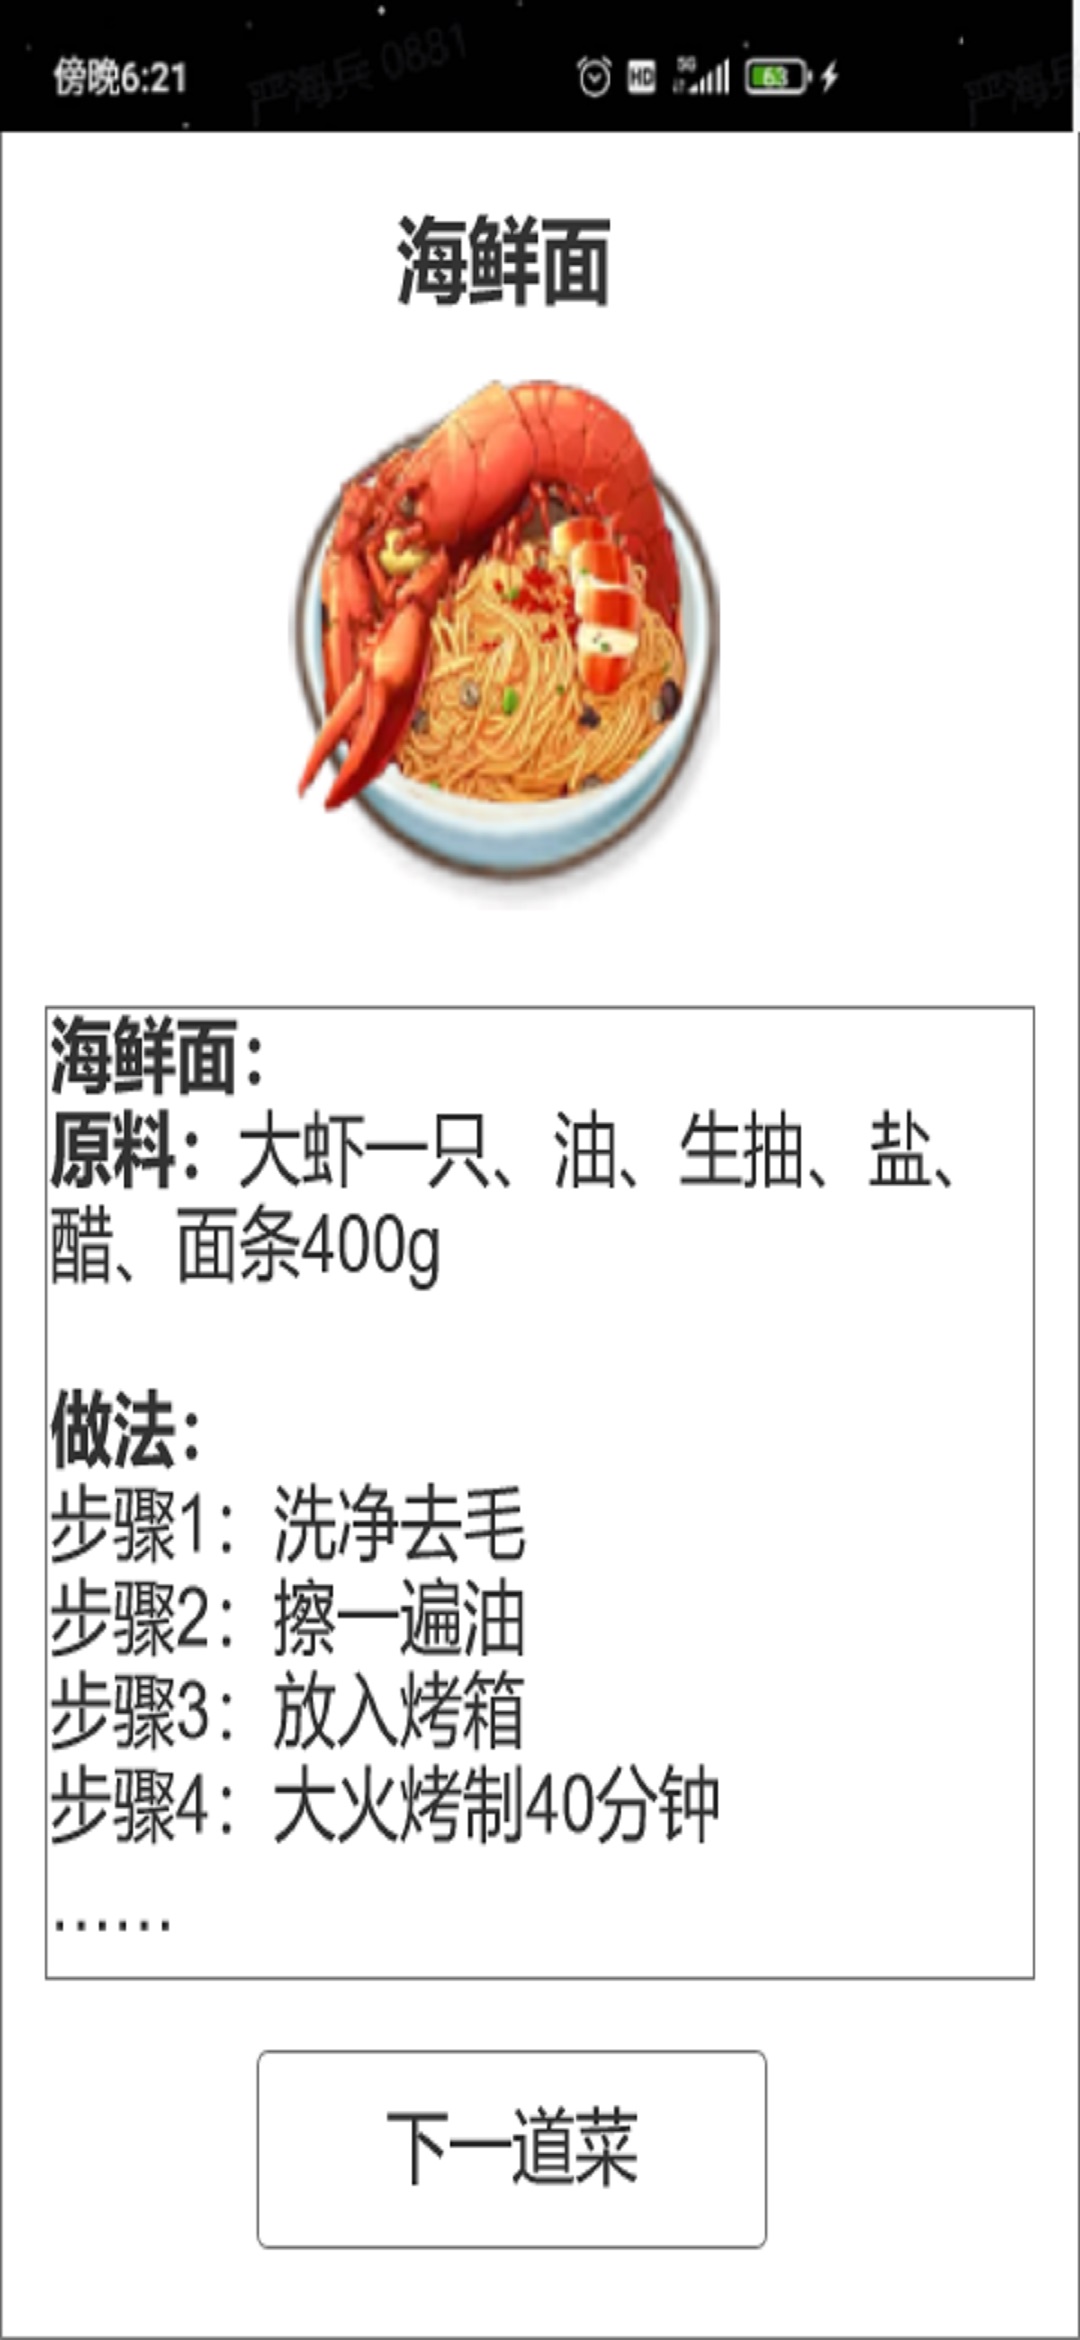 傍晚6:21
严海兵 0881
HD
5G
63
严海兵
海鲜面
海鲜面：
原料：大虾一只、油、生抽、盐、
醋、面条400g
做法：
步骤1：洗净去毛
步骤2：擦一遍油
步骤3：放入烤箱
步骤4：大火烤制40分钟
......
下一道菜